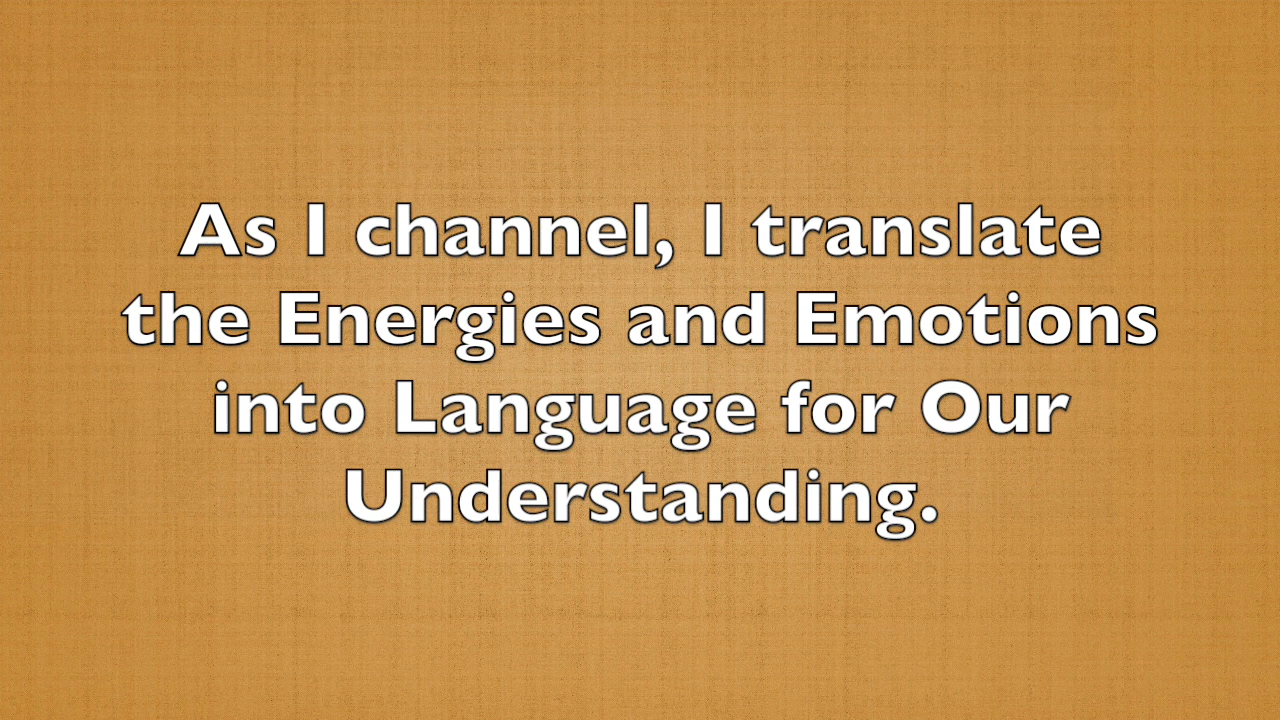 As I channel, I translate
the Energies and Emotions
into Language for Our
Understanding.